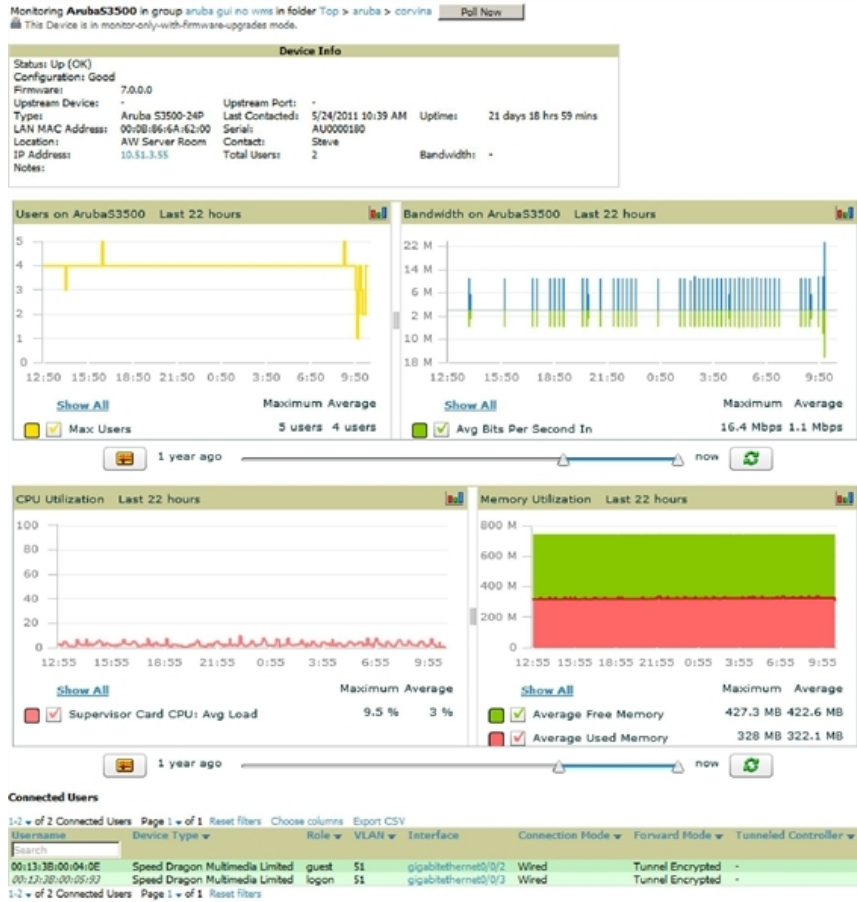 Monitoring ArubaS3500 in group aruba gui no wms in folder Top > aruba > corvina Poll Now
This Device is in monitor-only-with-firmware-upgrades mode.
Device Info
Status: Up (OK)
Configuration: Good
Firmware: 7.0.0.0
Upstream Device: - Upstream Port: -
Type: Aruba S3500-24P Last Contacted: 5/24/2011 10:39 AM Uptime: 21 days 18 hrs 59 mins
LAN MAC Address: 00:0B:86:6A:62:00 Serial: AU0000180
Location: AW Server Room Contact: Steve
IP Address: 10.51.3.55 Total Users: 2 Bandwidth: -
Notes:
Users on ArubaS3500 Last 22 hours
5
4
3
2
1
0
12:50 15:50 18:50 21:50 0:50 3:50 6:50 9:50
Show All Maximum Average
Max Users 5 users 4 users
Bandwidth on ArubaS3500 Last 22 hours
22 M
14 M
6 M
2 M
10 M
18 M
12:50 15:50 18:50 21:50 0:50 3:50 6:50 9:50
Show All Maximum Average
Avg Bits Per Second In 16.4 Mbps 1.1 Mbps
1 year ago now
CPU Utilization Last 22 hours
100
80
60
40
20
0
12:55 15:55 18:55 21:55 0:55 3:55 6:55 9:55
Show All Maximum Average
Supervisor Card CPU: Avg Load 9.5 % 3 %
Memory Utilization Last 22 hours
800 M
600 M
400 M
200 M
0
12:55 15:55 18:55 21:55 0:55 3:55 6:55 9:55
Show All Maximum Average
Average Free Memory 427.3 MB 422.6 MB
Average Used Memory 328 MB 322.1 MB
1 year ago now
Connected Users
1-2 of 2 Connected Users Page 1 of 1 Reset filters Choose columns Export CSV
Username Device Type Role VLAN Interface Connection Mode Forward Mode Tunneled Controller
Search
00:13:3B:00:04:0E Speed Dragon Multimedia Limited guest 51 gigabitethernet0/0/2 Wired Tunnel Encrypted -
00:13:3B:00:05:93 Speed Dragon Multimedia Limited logon 51 gigabitethernet0/0/3 Wired Tunnel Encrypted -
1-2 of 2 Connected Users Page 1 of 1 Reset filters